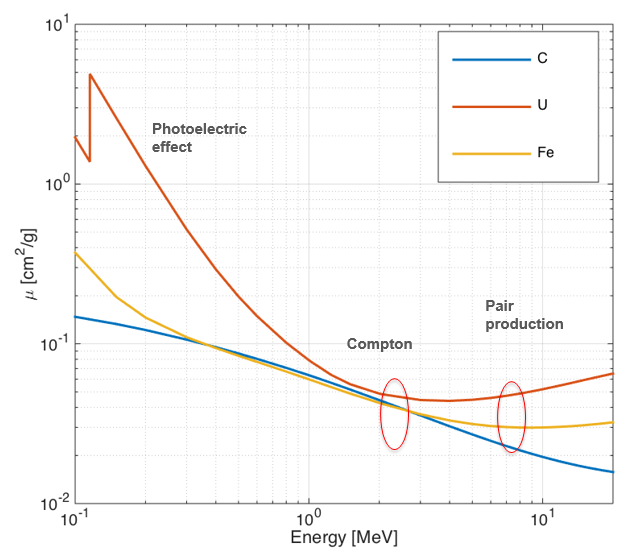 10^1
C
U
Fe
Photoelectric
effect
10^0
μ [cm^2/g]
Pair
production
10^-1
Compton
10^-2
10^-1
10^0
10^1
Energy [MeV]